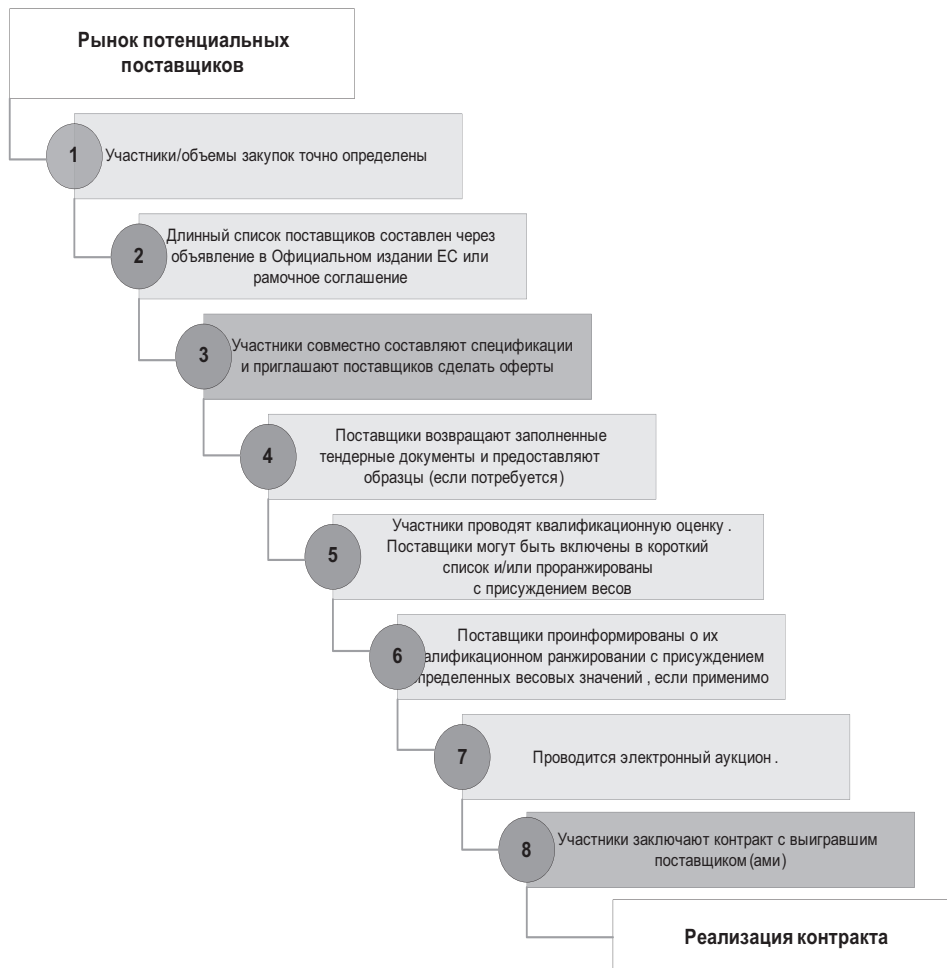 Рынок потенциальных
поставщиков
1
Участники/объемы закупок точно определены
2
Длинный список поставщиков составлен через
объявление в Официальном издании ЕС или
рамочное соглашение
3
Участники совместно составляют спецификации
и приглашают поставщиков сделать оферты
4
Поставщики возвращают заполненные
тендерные документы и предоставляют
образцы (если потребуется)
5
Участники проводят квалификационную оценку .
Поставщики могут быть включены в короткий
список и/или проранжированы
с присуждением весов
6
Поставщики проинформированы о их
алификационном ранжировании с присуждением
пределенных весовых значений , если применимо
7
Проводится электронный аукцион .
8
Участники заключают контракт с выигравшим
поставщиком (ами)
Реализация контракта